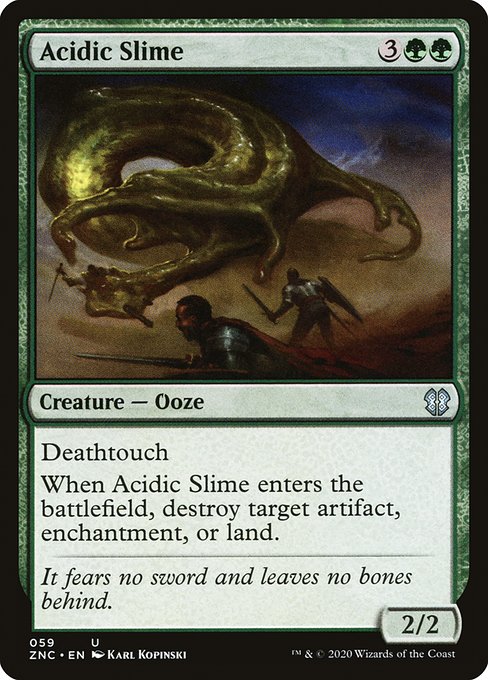 Acidic Slime 3
Creature — Ooze
Deathtouch
When Acidic Slime enters the
battlefield, destroy target artifact,
enchantment, or land.
It fears no sword and leaves no bones
behind.
2/2
059 U
ZNC • EN Karl Kopinski ™ & © 2020 Wizards of the Coast